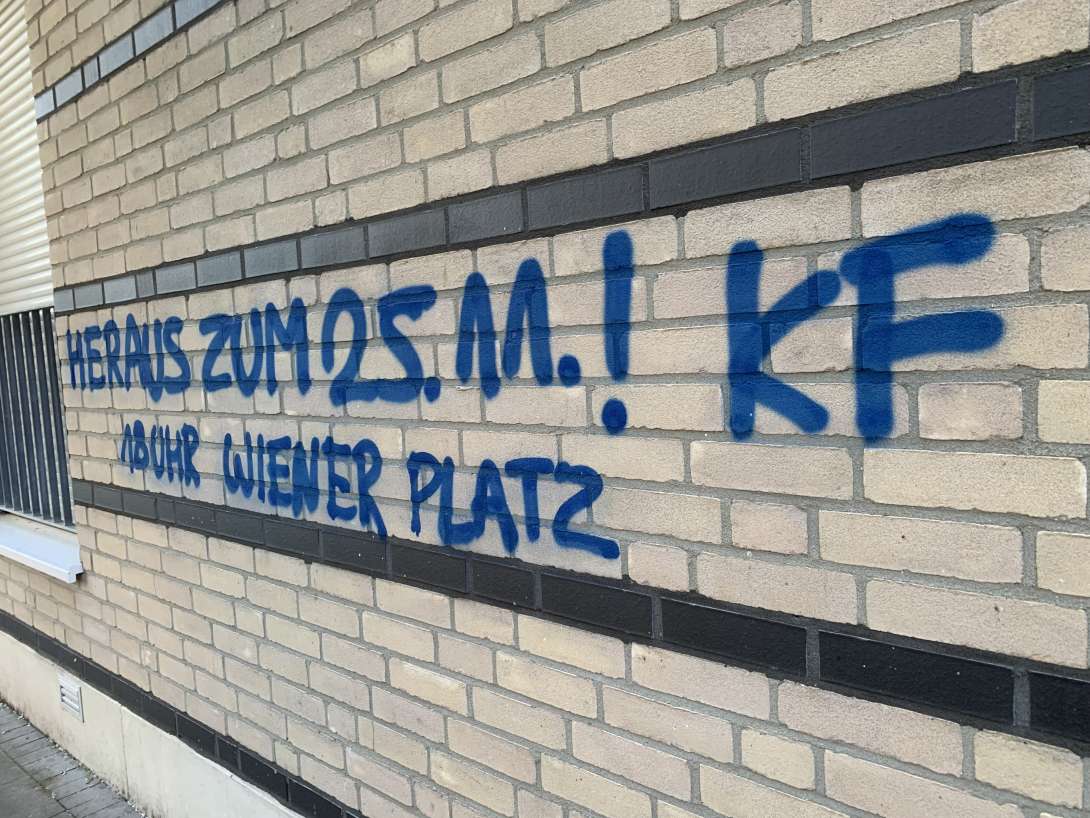 HERAUS ZUM 25.11.! KF
18 UHR WIENER PLATZ